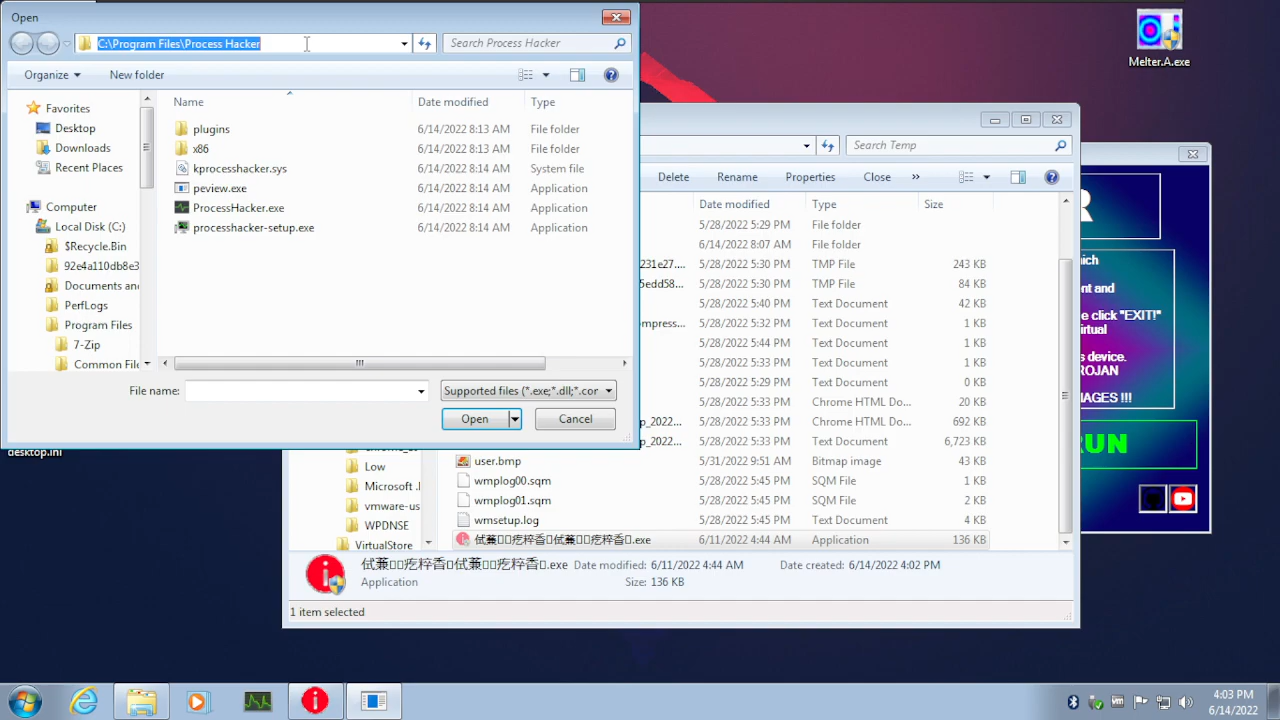 Open
C:\Program Files\Process Hacker
Search Process Hacker
Organize
New folder
Favorites
Desktop
Downloads
Recent Places
Computer
Local Disk (C:)
$Recycle.Bin
92e4a110db8e3
Documents and
PerfLogs
Program Files
7-Zip
Common File
Name Date modified Type
plugins 6/14/2022 8:13 AM File folder
x86 6/14/2022 8:13 AM File folder
kprocesshacker.sys 6/14/2022 8:13 AM System file
peview.exe 6/14/2022 8:14 AM Application
ProcessHacker.exe 6/14/2022 8:14 AM Application
processhacker-setup.exe 6/14/2022 8:14 AM Application
File name:
Supported files (*.exe;*.dll;*.cor
Open
Cancel
desktop.ini
Melter.A.exe
Search Temp
Delete Rename Properties Close »
Date modified Type Size
5/28/2022 5:29 PM File folder
6/14/2022 8:07 AM File folder
231e27.... 5/28/2022 5:30 PM TMP File 243 KB
5edd58... 5/28/2022 5:30 PM TMP File 84 KB
5/28/2022 5:40 PM Text Document 42 KB
ompress... 5/28/2022 5:32 PM Text Document 1 KB
5/28/2022 5:44 PM Text Document 1 KB
5/28/2022 5:33 PM Text Document 1 KB
5/28/2022 5:29 PM Text Document 0 KB
5/28/2022 5:33 PM Chrome HTML Do... 20 KB
p_2022... 5/28/2022 5:33 PM Chrome HTML Do... 692 KB
p_2022... 5/28/2022 5:33 PM Text Document 6,723 KB
user.bmp 5/31/2022 9:51 AM Bitmap image 43 KB
wmplog00.sqm 5/28/2022 5:45 PM SQM File 1 KB
wmplog01.sqm 5/28/2022 5:45 PM SQM File 2 KB
wmsetup.log 5/28/2022 5:45 PM Text Document 4 KB
.exe 6/11/2022 4:44 AM Application 136 KB
Low
Microsoft .
vmware-us
WPDNSE
VirtualStore
.exe Date modified: 6/11/2022 4:44 AM Date created: 6/14/2022 4:02 PM
Application Size: 136 KB
1 item selected
R
hich
nt and
e click "EXIT!"
irtual
s device.
ROJAN
AGES !!!
RUN
4:03 PM
6/14/2022